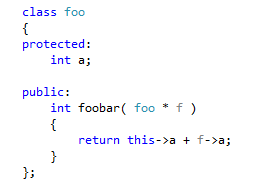 class foo
{
protected:
    int a;

public:
    int foobar( foo * f )
    {
        return this->a + f->a;
    }
};